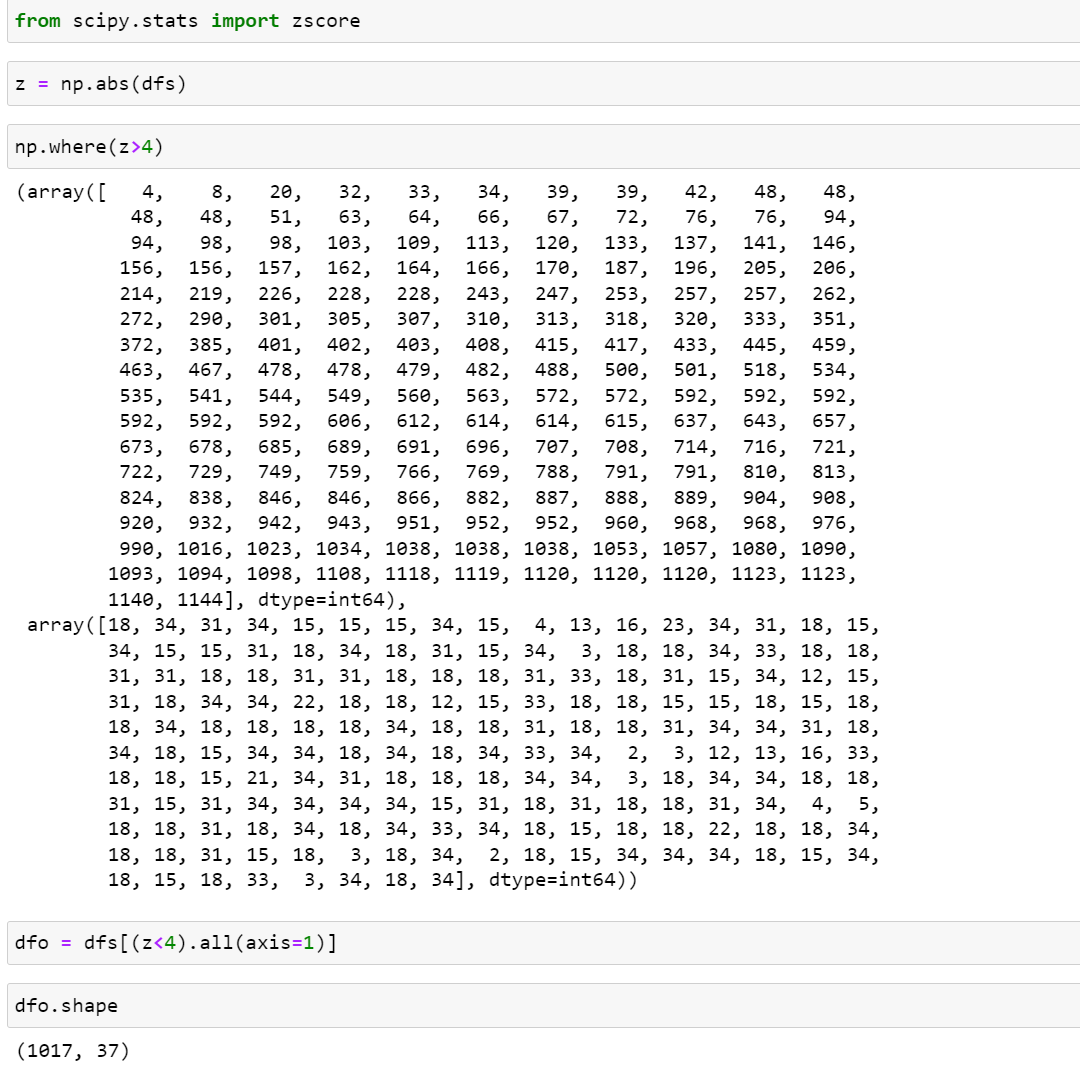 from scipy.stats import zscore
z = np.abs(dfs)
np.where(z>4)
(array([   4,    8,   20,   32,   33,   34,   39,   39,   42,   48,   48,
48,   48,   51,   63,   64,   66,   67,   72,   76,   76,   94,
94,   98,   98,  103,  109,  113,  120,  133,  137,  141,  146,
156,  156,  157,  162,  164,  166,  170,  187,  196,  205,  206,
214,  219,  226,  228,  228,  243,  247,  253,  257,  257,  262,
272,  290,  301,  305,  307,  310,  313,  318,  320,  333,  351,
372,  385,  401,  402,  403,  408,  415,  417,  433,  445,  459,
463,  467,  478,  478,  479,  482,  488,  500,  501,  518,  534,
535,  541,  544,  549,  560,  563,  572,  572,  592,  592,  592,
592,  592,  592,  606,  612,  614,  614,  615,  637,  643,  657,
673,  678,  685,  689,  691,  696,  707,  708,  714,  716,  721,
722,  729,  749,  759,  766,  769,  788,  791,  791,  810,  813,
824,  838,  846,  846,  866,  882,  887,  888,  889,  904,  908,
920,  932,  942,  943,  951,  952,  952,  960,  968,  968,  976,
990, 1016, 1023, 1034, 1038, 1038, 1038, 1053, 1057, 1080, 1090,
1093, 1094, 1098, 1108, 1118, 1119, 1120, 1120, 1120, 1123, 1123,
1140, 1144], dtype=int64),
array([18, 34, 31, 34, 15, 15, 15, 34, 15,  4, 13, 16, 23, 34, 31, 18, 15,
34, 15, 15, 31, 18, 34, 18, 31, 15, 34,  3, 18, 18, 34, 33, 18, 18,
31, 31, 18, 18, 31, 31, 18, 18, 18, 31, 33, 18, 31, 15, 34, 12, 15,
31, 18, 34, 34, 22, 18, 18, 12, 15, 33, 18, 18, 15, 15, 18, 15, 18,
18, 34, 18, 18, 18, 18, 34, 18, 18, 31, 18, 18, 31, 34, 34, 31, 18,
34, 18, 15, 34, 34, 18, 34, 18, 34, 33, 34,  2,  3, 12, 13, 16, 33,
18, 18, 15, 21, 34, 31, 18, 18, 18, 34, 34,  3, 18, 34, 34, 18, 18,
31, 15, 31, 34, 34, 34, 34, 15, 31, 18, 31, 18, 18, 31, 34,  4,  5,
18, 18, 31, 18, 34, 18, 34, 33, 34, 18, 15, 18, 18, 22, 18, 18, 34,
18, 18, 31, 15, 18,  3, 18, 34,  2, 18, 15, 34, 34, 34, 18, 15, 34,
18, 15, 18, 33,  3, 34, 18, 34], dtype=int64))
dfo = dfs[(z<4).all(axis=1)]
dfo.shape
(1017, 37)